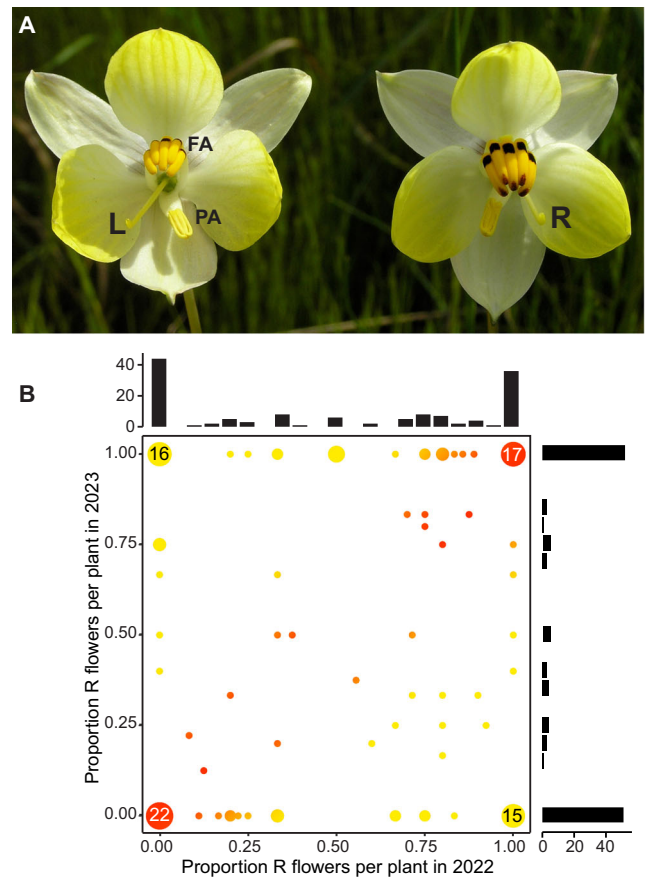 A
FA
PA
L
R
B
40
20
0
1.00
0.75
0.50
0.25
0.00
Proportion R flowers per plant in 2023
16
17
22
15
0.00 0.25 0.50 0.75 1.00
Proportion R flowers per plant in 2022
0 20 40